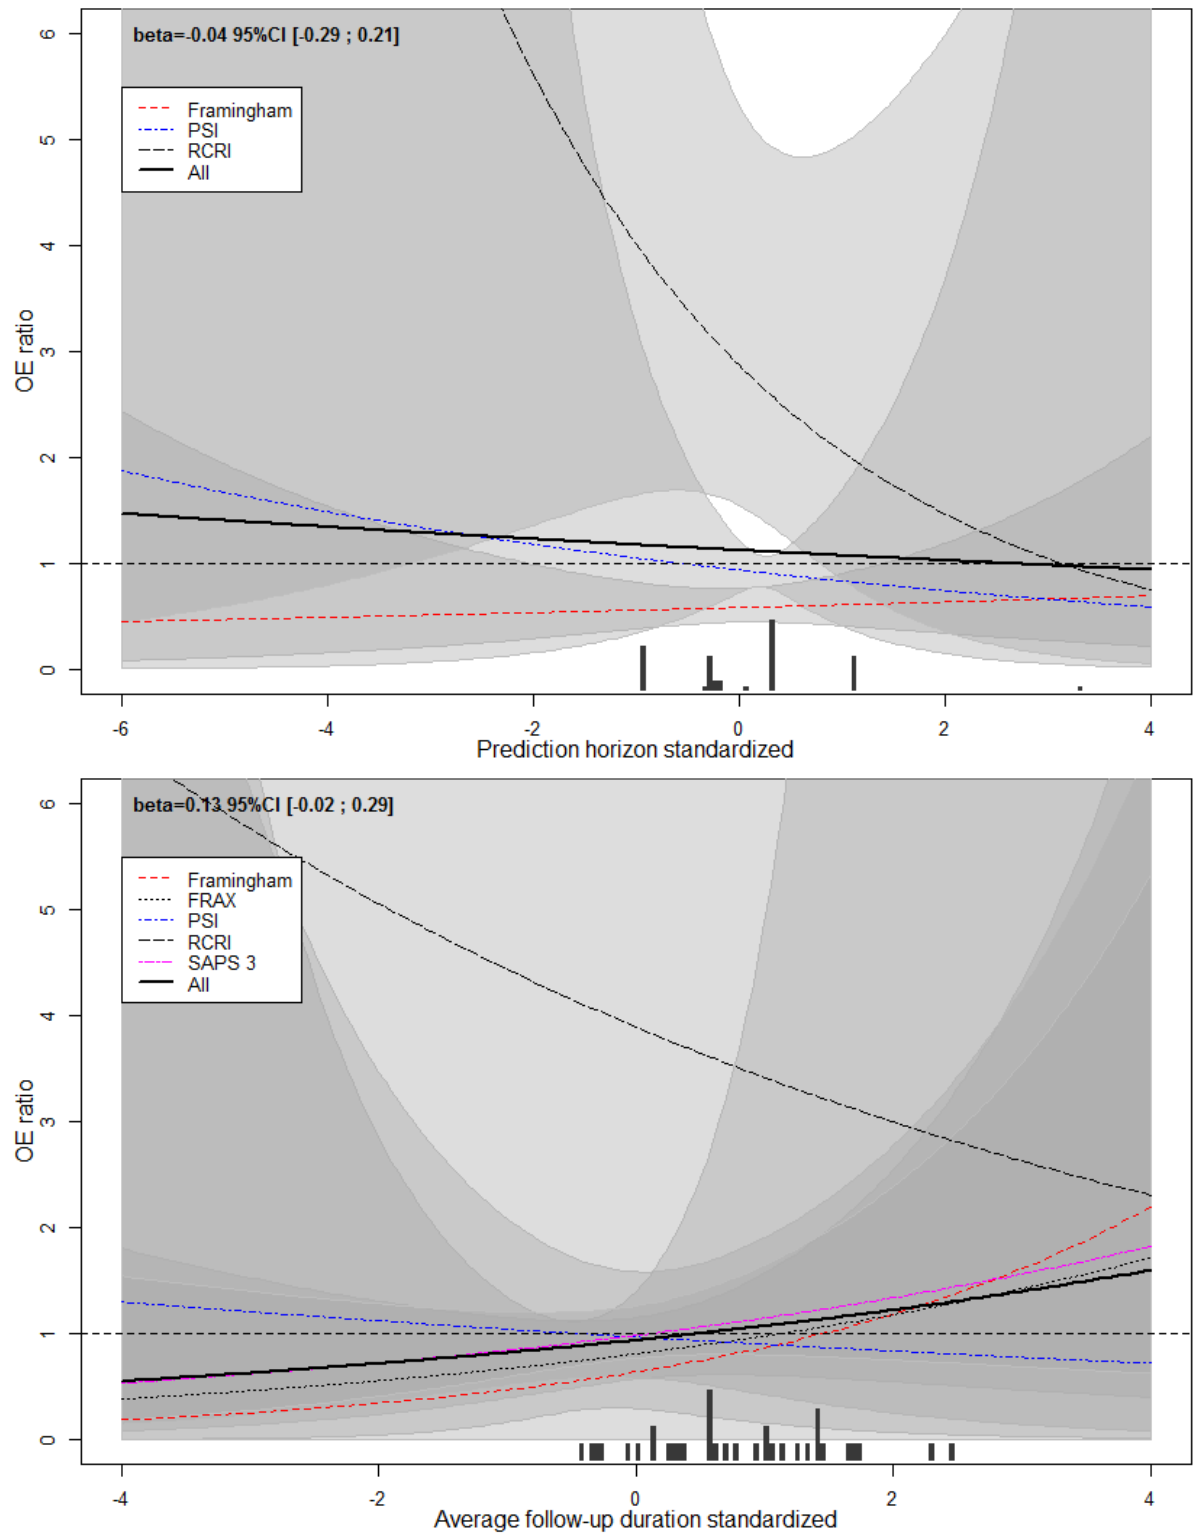 beta=-0.04 95%CI [-0.29 ; 0.21]
Framingham
PSI
RCRI
All
OE ratio
6
5
4
3
2
1
0
-6 -4 -2 0 2 4
Prediction horizon standardized
beta=0.13 95%CI [-0.02 ; 0.29]
Framingham
FRAX
PSI
RCRI
SAPS 3
All
OE ratio
6
5
4
3
2
1
0
-4 -2 0 2 4
Average follow-up duration standardized